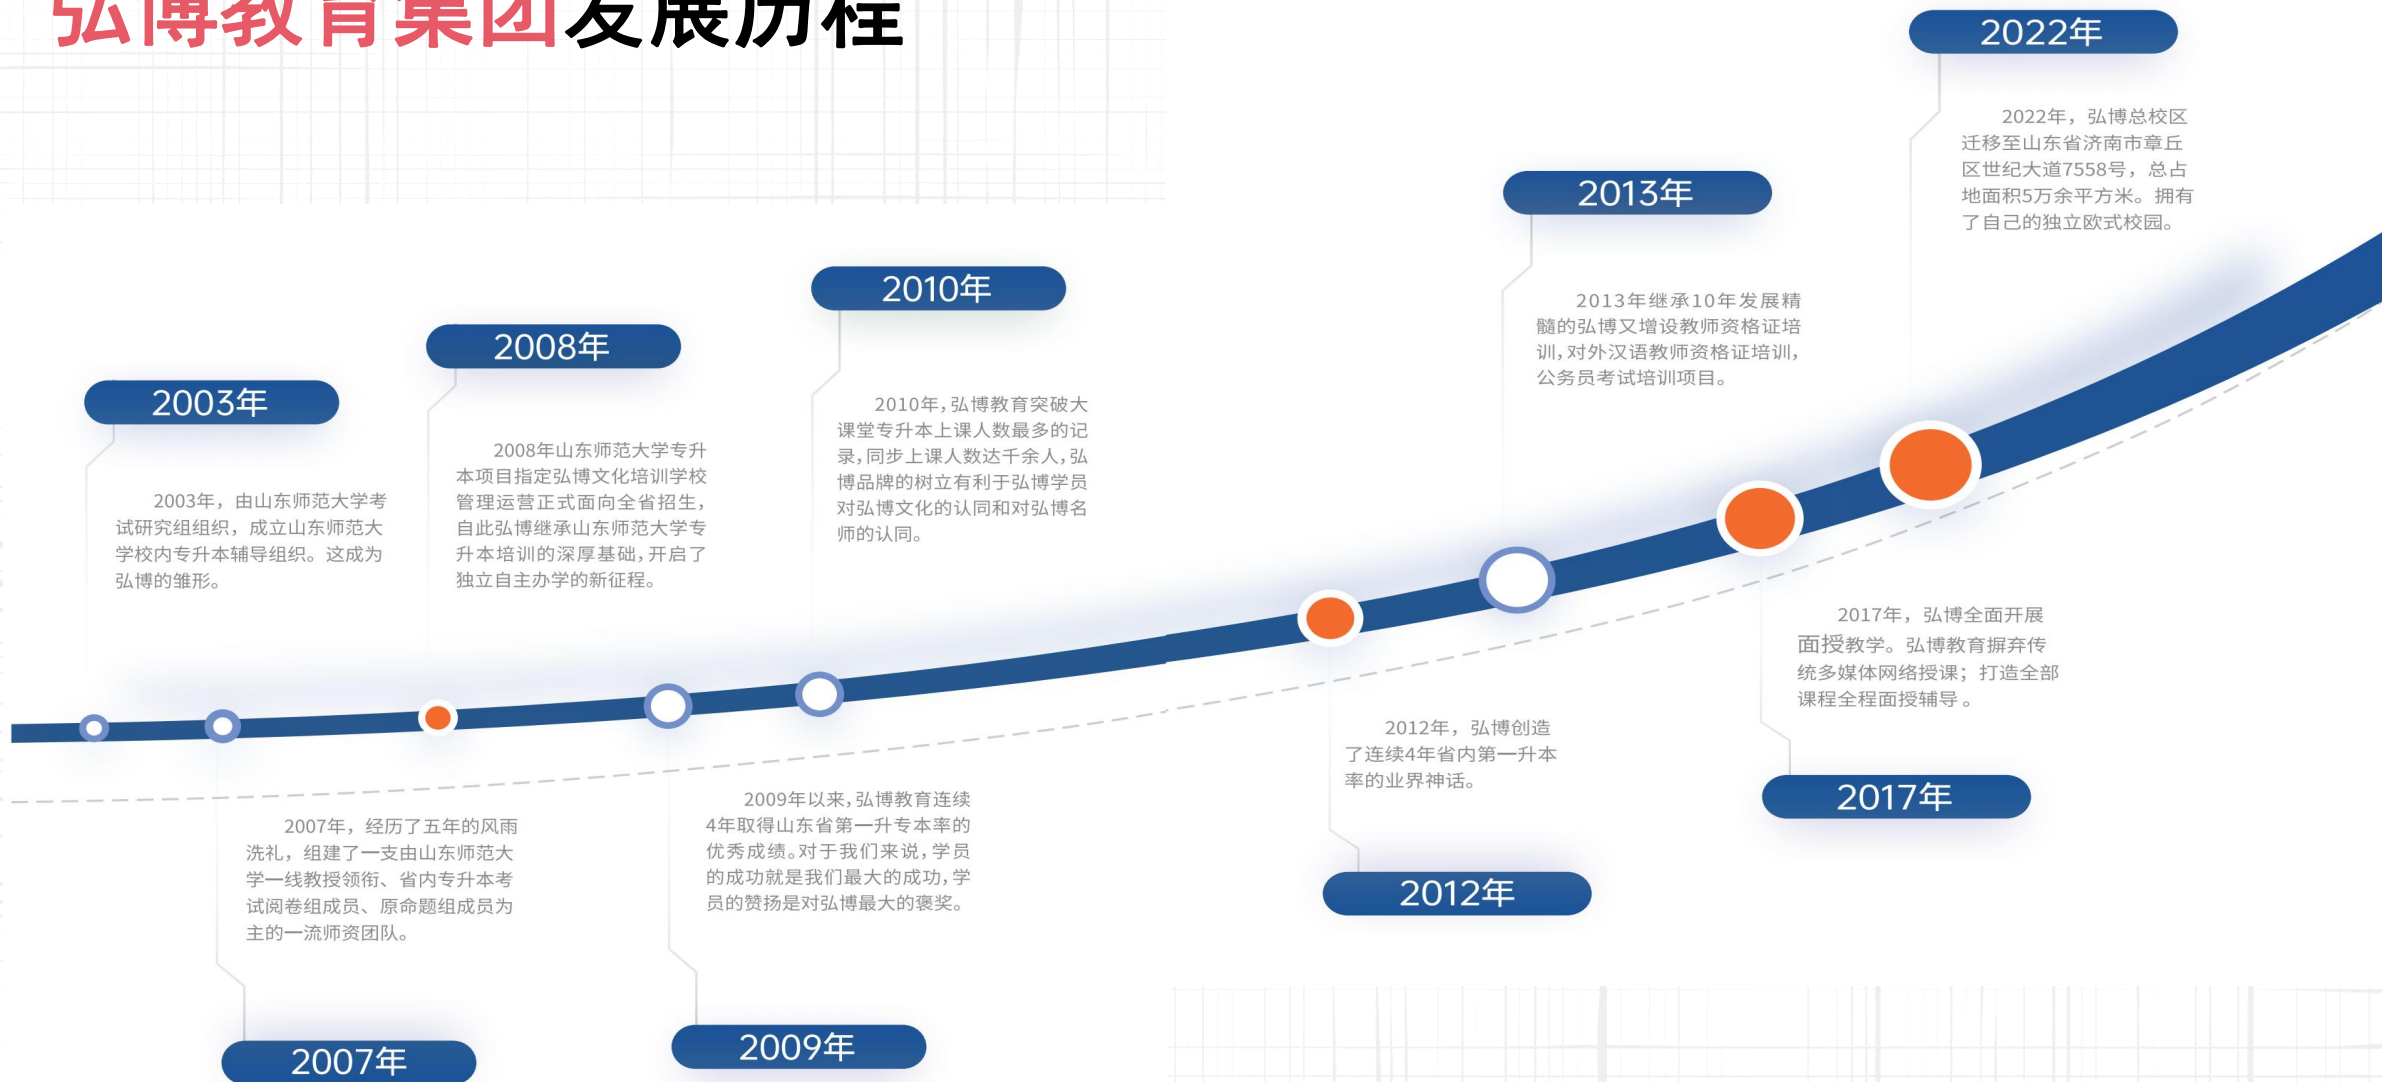 弘博教育集团发展历程
2003年
2003年，由山东师范大学考
试研究组组织，成立山东师范大
学校内专升本辅导组织。这成为
弘博的雏形。
2007年，经历了五年的风雨
洗礼，组建了一支由山东师范大
学一线教授领衔、省内专升本考
试阅卷组成员、原命题组成员为
主的一流师资团队。
2007年
2008年
2008年山东师范大学专升
本项目指定弘博文化培训学校
管理运营正式面向全省招生，
自此弘博继承山东师范大学专
升本培训的深厚基础，开启了
独立自主办学的新征程。
2009年以来，弘博教育连续
4年取得山东省第一升专本率的
优秀成绩。对于我们来说，学员
的成功就是我们最大的成功，学
员的赞扬是对弘博最大的褒奖。
2009年
2010年
2010年，弘博教育突破大
课堂专升本上课人数最多的记
录，同步上课人数达千余人，弘
博品牌的树立有利于弘博学员
对弘博文化的认同和对弘博名
师的认同。
2012年，弘博创造
了连续4年省内第一升本
率的业界神话。
2012年
2013年
2013年继承10年发展精
髓的弘博又增设教师资格证培
训，对外汉语教师资格证培训，
公务员考试培训项目。
2017年，弘博全面开展
面授教学。弘博教育摒弃传
统多媒体网络授课；打造全部
课程全程面授辅导。
2017年
2022年
2022年，弘博总校区
迁移至山东省济南市章丘
区世纪大道7558号，总占
地面积5万余平方米。拥有
了自己的独立欧式校园。